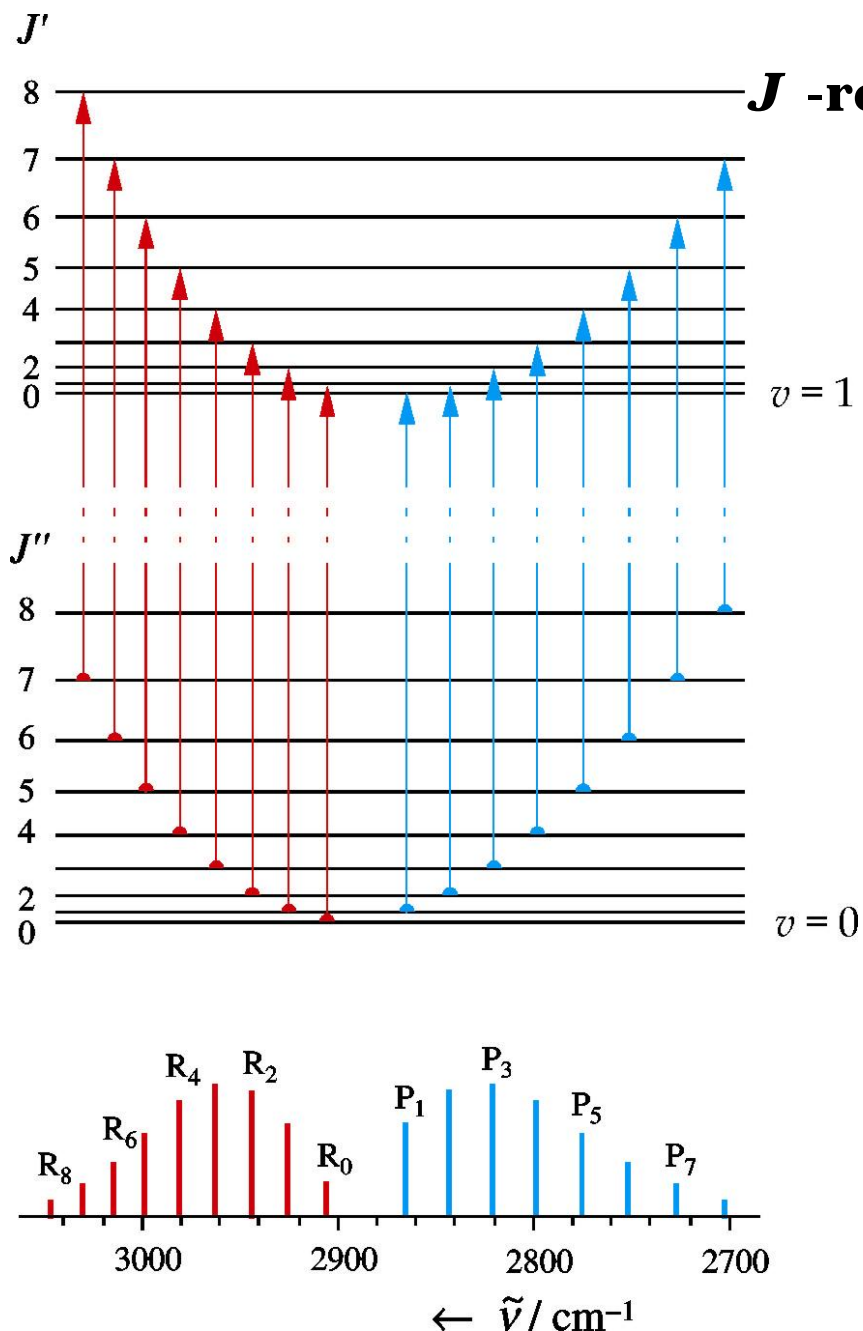 J′
8
J -re
7
6
5
4
2
0
v = 1
J″
8
7
6
5
4
2
0
v = 0
R₈ R₆ R₄ R₂ R₀ P₁ P₃ P₅ P₇
3000 2900 2800 2700
← ṽ / cm⁻¹